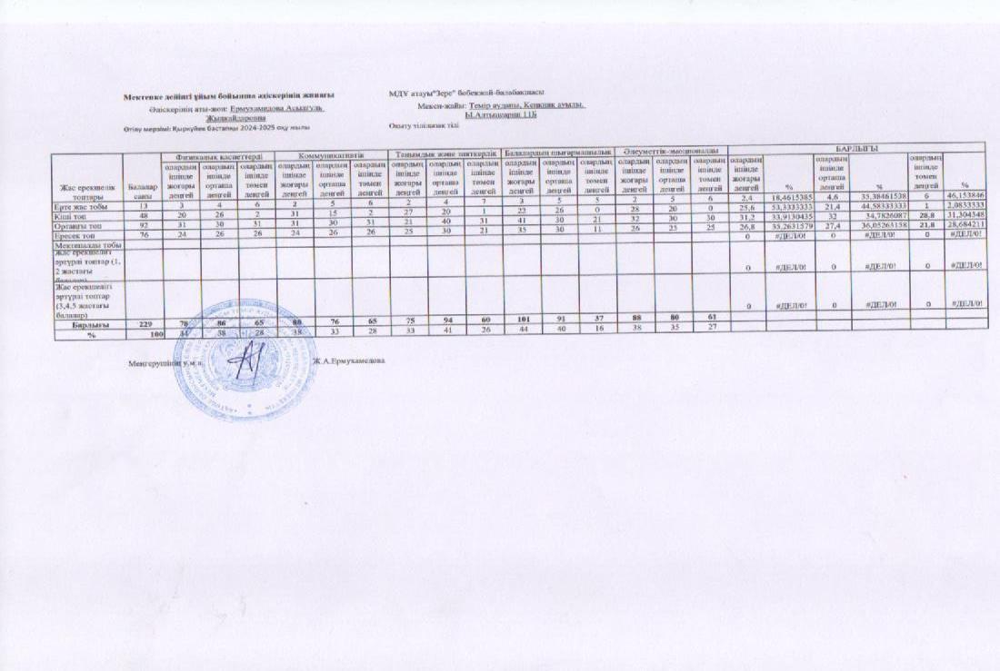 Мектепке дейінгі ұйым бойынша әдіскерінің жинағы
Әдіскерінің аты-жөні: Ермухамедова Асылгуль
Жылкайдаровна
Өтілу мерзімі: Қыркүйек бастапқы 2024-2025 оқу жылы
МДҰ атауы"Зере" бөбекжай-балабақшасы
Мекен-жайы: Темір ауданы, Кеңқияқ ауылы,
Ы.Алтынсарин 11Б
Оқыту тілі:қазақ тілі
Жас ерекшелік топтары Балалар саны Физикалық қасиеттерді Коммуникативтік Танымдық және зияткерлік Балалардың шығармашылық Әлеуметтік-эмоционалды БАРЛЫҒЫ
олардың ішінде жоғары деңгей олардың ішінде орташа деңгей олардың ішінде төмен деңгей олардың ішінде жоғары деңгей олардың ішінде орташа деңгей олардың ішінде төмен деңгей олардың ішінде жоғары деңгей олардың ішінде орташа деңгей олардың ішінде төмен деңгей олардың ішінде жоғары деңгей олардың ішінде орташа деңгей олардың ішінде төмен деңгей олардың ішінде жоғары деңгей олардың ішінде орташа деңгей олардың ішінде төмен деңгей олардың ішінде жоғары деңгей % олардың ішінде орташа деңгей % олардың ішінде төмен деңгей %
Ерте жас тобы 13 3 4 6 2 5 6 2 4 7 3 5 5 2 5 6 2,4 18,4615385 4,6 35,38461538 6 46,153846
Кіші топ 48 20 26 2 31 15 2 27 20 1 22 26 0 28 20 0 25,6 53,3333333 21,4 44,58333333 1 2,0833333
Ортаңғы топ 92 31 30 31 31 30 31 21 40 31 41 30 21 32 30 30 31,2 33,9130435 32 34,7826087 28,8 31,304348
Ересек топ 76 24 26 26 24 26 26 25 30 21 35 30 11 26 25 25 26,8 35,2631579 27,4 36,05263158 21,8 28,684211
Мектепалды тобы 0 #ДЕЛ/0! 0 #ДЕЛ/0! 0 #ДЕЛ/0!
Жас ерекшелігі
әртүрлі топтар (1,
2 жастағы
0 #ДЕЛ/0! 0 #ДЕЛ/0! 0 #ДЕЛ/0!
Жас ерекшелігі
әртүрлі топтар
(3,4,5 жастағы
балалар) 0 #ДЕЛ/0! 0 #ДЕЛ/0! 0 #ДЕЛ/0!
Барлығы 229 78 86 65 88 76 65 75 94 60 101 91 37 88 80 61
% 100 34 38 28 38 33 28 33 41 26 44 40 16 38 35 27
Меңгерушінің у.м.а. Ж.А.Ермухамедова